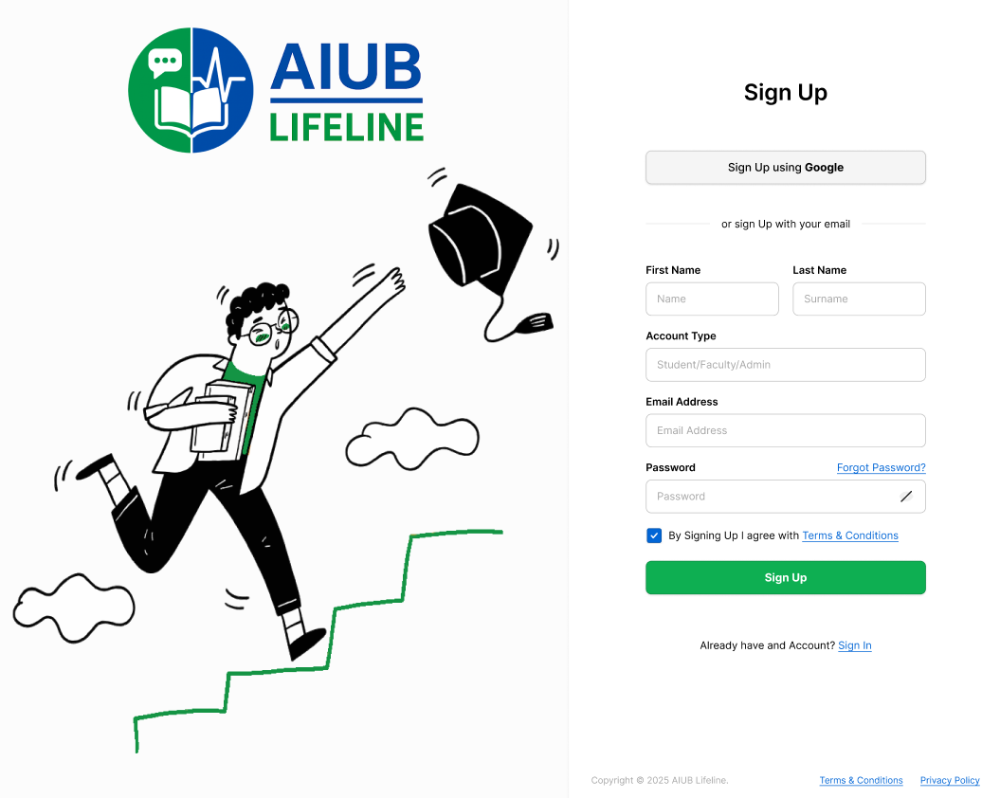 AIUB
LIFELINE
Sign Up
Sign Up using Google
or sign Up with your email
First Name
Last Name
Name
Surname
Account Type
Student/Faculty/Admin
Email Address
Email Address
Password
Forgot Password?
Password
By Signing Up I agree with Terms & Conditions
Sign Up
Already have and Account? Sign In
Copyright © 2025 AIUB Lifeline.
Terms & Conditions
Privacy Policy